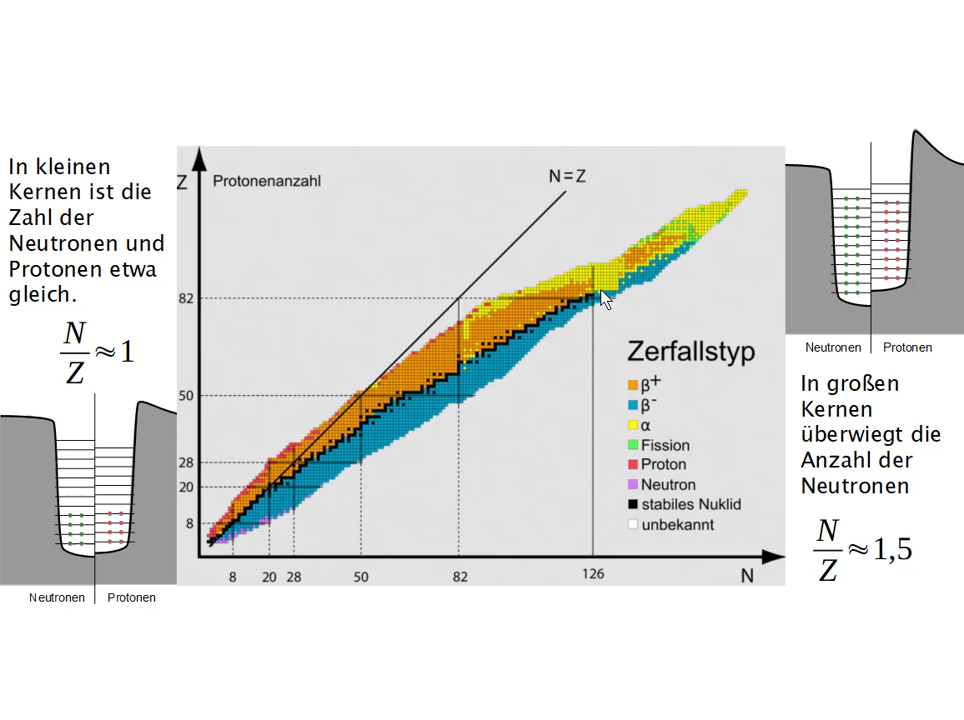 In kleinen
Kernen ist die
Zahl der
Neutronen und
Protonen etwa
gleich.
N/Z ≈ 1
Neutronen Protonen
Z Protonenanzahl
N = Z
82
50
28
20
8
8 20 28 50 82 126 N
Zerfallstyp
β+
β-
α
Fission
Proton
Neutron
stabiles Nuklid
unbekannt
Neutronen Protonen
In großen
Kernen
überwiegt die
Anzahl der
Neutronen
N/Z ≈ 1,5